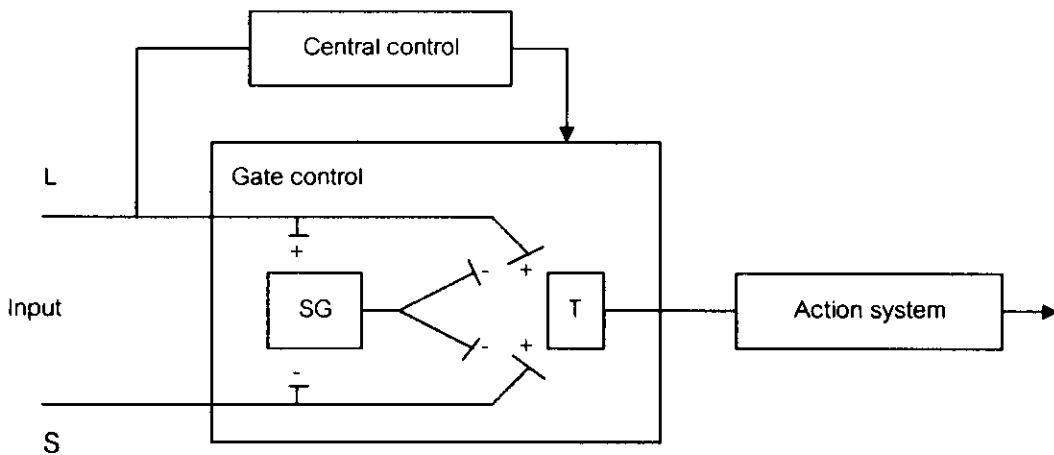 Central control
L
Gate control
+
- +
Input
SG
T
Action system
- +
-
S